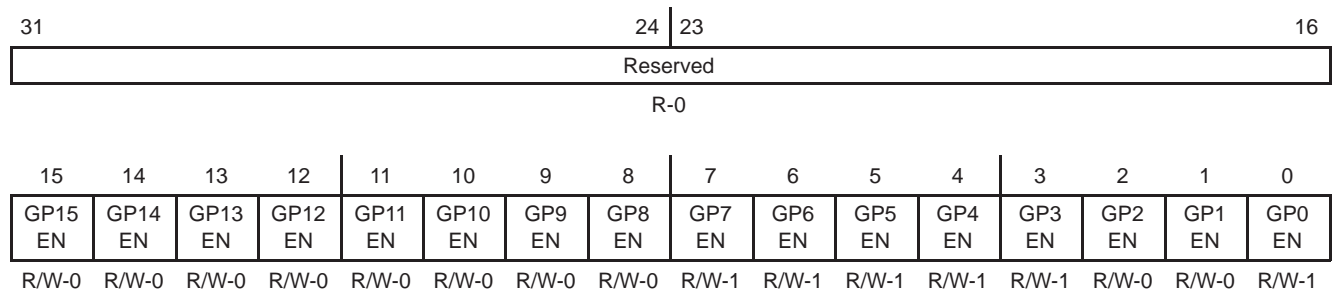 31 24 23 16
Reserved
R-0
15 14 13 12 11 10 9 8 7 6 5 4 3 2 1 0
GP15 GP14 GP13 GP12 GP11 GP10 GP9 GP8 GP7 GP6 GP5 GP4 GP3 GP2 GP1 GP0
EN EN EN EN EN EN EN EN EN EN EN EN EN EN EN EN
R/W-0 R/W-0 R/W-0 R/W-0 R/W-0 R/W-0 R/W-0 R/W-0 R/W-1 R/W-1 R/W-1 R/W-1 R/W-1 R/W-0 R/W-0 R/W-1